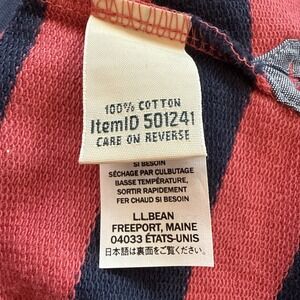 100% COTTON
ItemID 501241
CARE ON REVERSE
SI BESOIN
SÉCHAGE PAR CULBUTAGE
BASSE TEMPÉRATURE,
SORTIR RAPIDEMENT
FER CHAUD SI BESOIN
L.L.BEAN
FREEPORT, MAINE
04033 ÉTATS-UNIS
日本語は裏面をご覧ください。